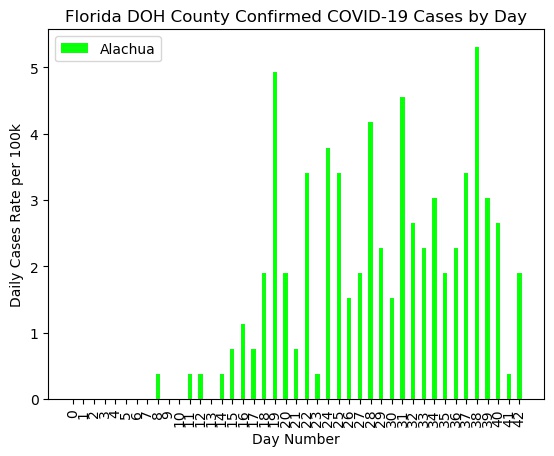 Florida DOH County Confirmed COVID-19 Cases by Day
Alachua
Daily Cases Rate per 100k
5
4
3
2
1
0
0 1 2 3 4 5 6 7 8 9 10 11 12 13 14 15 16 17 18 19 20 21 22 23 24 25 26 27 28 29 30 31 32 33 34 35 36 37 38 39 40 41 42
Day Number